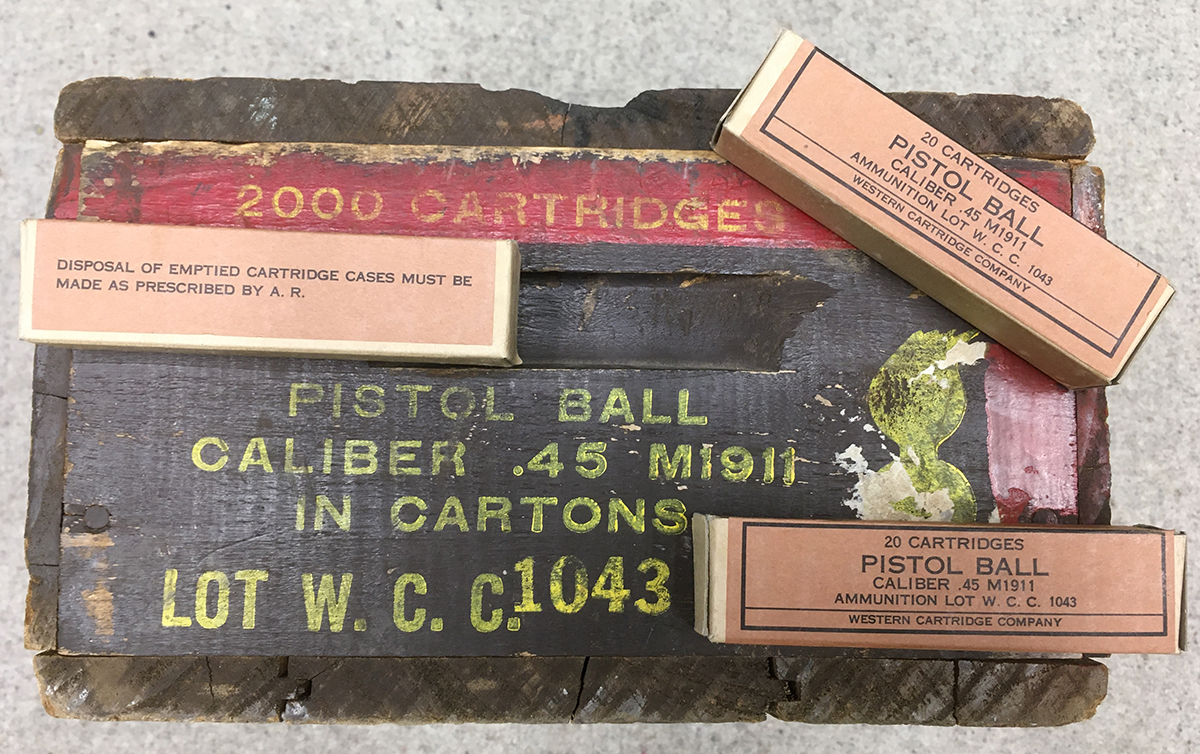 2000 CARTRIDGES
PISTOL BALL
CALIBER .45 M1911
IN CARTONS
LOT W. C. C. 1043
DISPOSAL OF EMPTIED CARTRIDGE CASES MUST BE
MADE AS PRESCRIBED BY A. R.
20 CARTRIDGES
PISTOL BALL
CALIBER .45 M1911
AMMUNITION LOT W. C. C. 1043
WESTERN CARTRIDGE COMPANY
20 CARTRIDGES
PISTOL BALL
CALIBER .45 M1911
AMMUNITION LOT W. C. C. 1043
WESTERN CARTRIDGE COMPANY